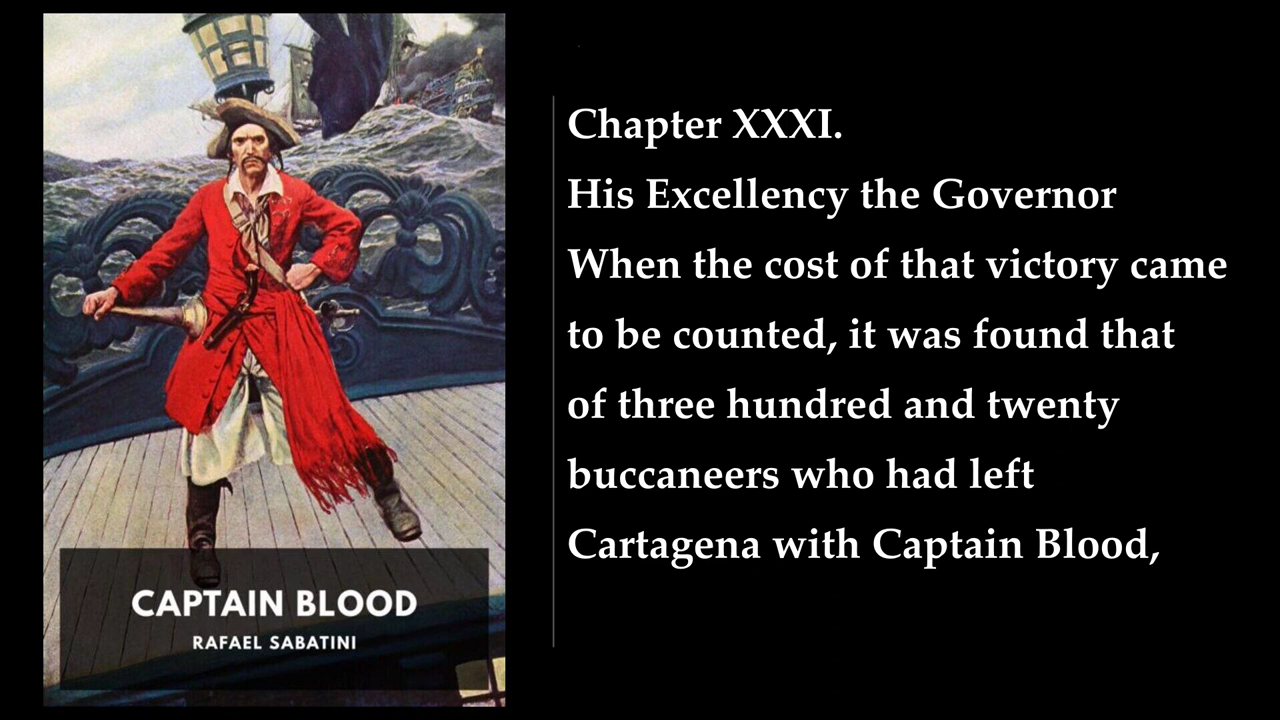 CAPTAIN BLOOD
RAFAEL SABATINI
Chapter XXXI.
His Excellency the Governor
When the cost of that victory came
to be counted, it was found that
of three hundred and twenty
buccaneers who had left
Cartagena with Captain Blood,